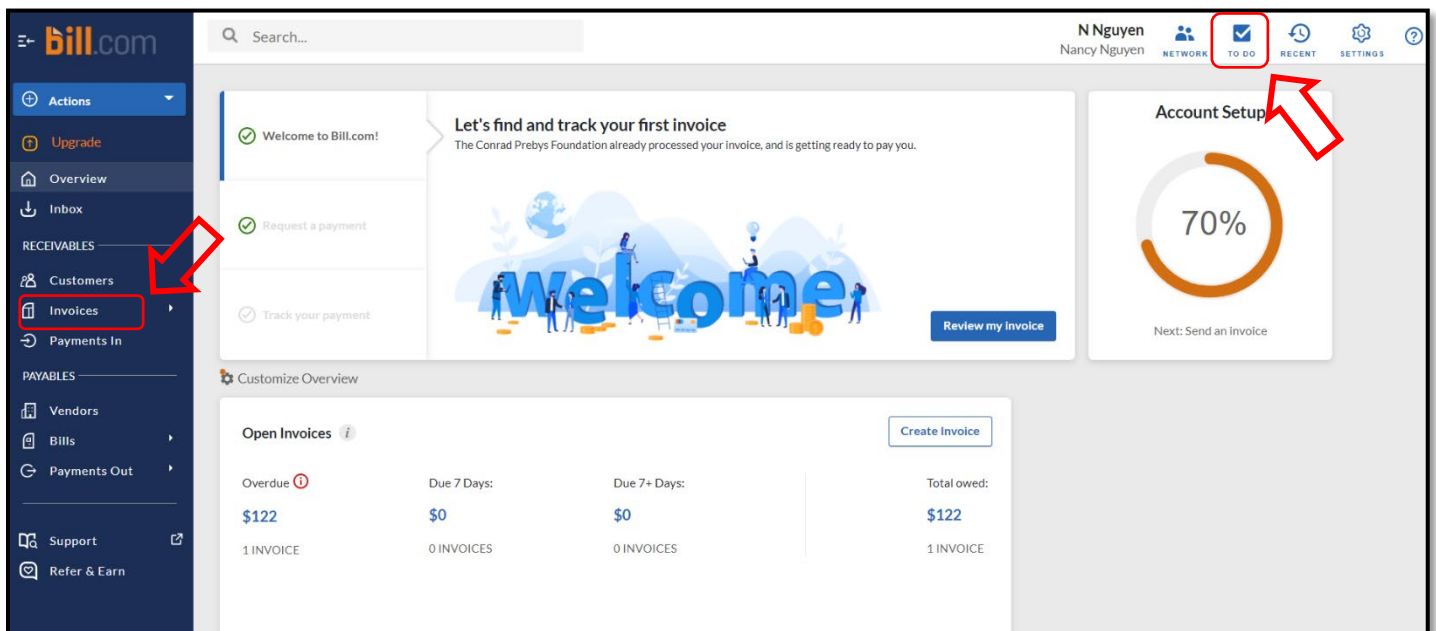 bill.com
Search...
N Nguyen
Nancy Nguyen
NETWORK
TO DO
RECENT
SETTINGS
?
Actions
Upgrade
Overview
Inbox
RECEIVABLES
Customers
Invoices
Payments In
PAYABLES
Vendors
Bills
Payments Out
Support
Refer & Earn
Welcome to Bill.com!
Request a payment
Track your payment
Let's find and track your first invoice
The Conrad Prebys Foundation already processed your invoice, and is getting ready to pay you.
welcome
Review my invoice
Account Setup
70%
Next: Send an invoice
Customize Overview
Open Invoices i
Create Invoice
Overdue
Due 7 Days:
Due 7+ Days:
Total owed:
$122
$0
$0
$122
1 INVOICE
0 INVOICES
0 INVOICES
1 INVOICE